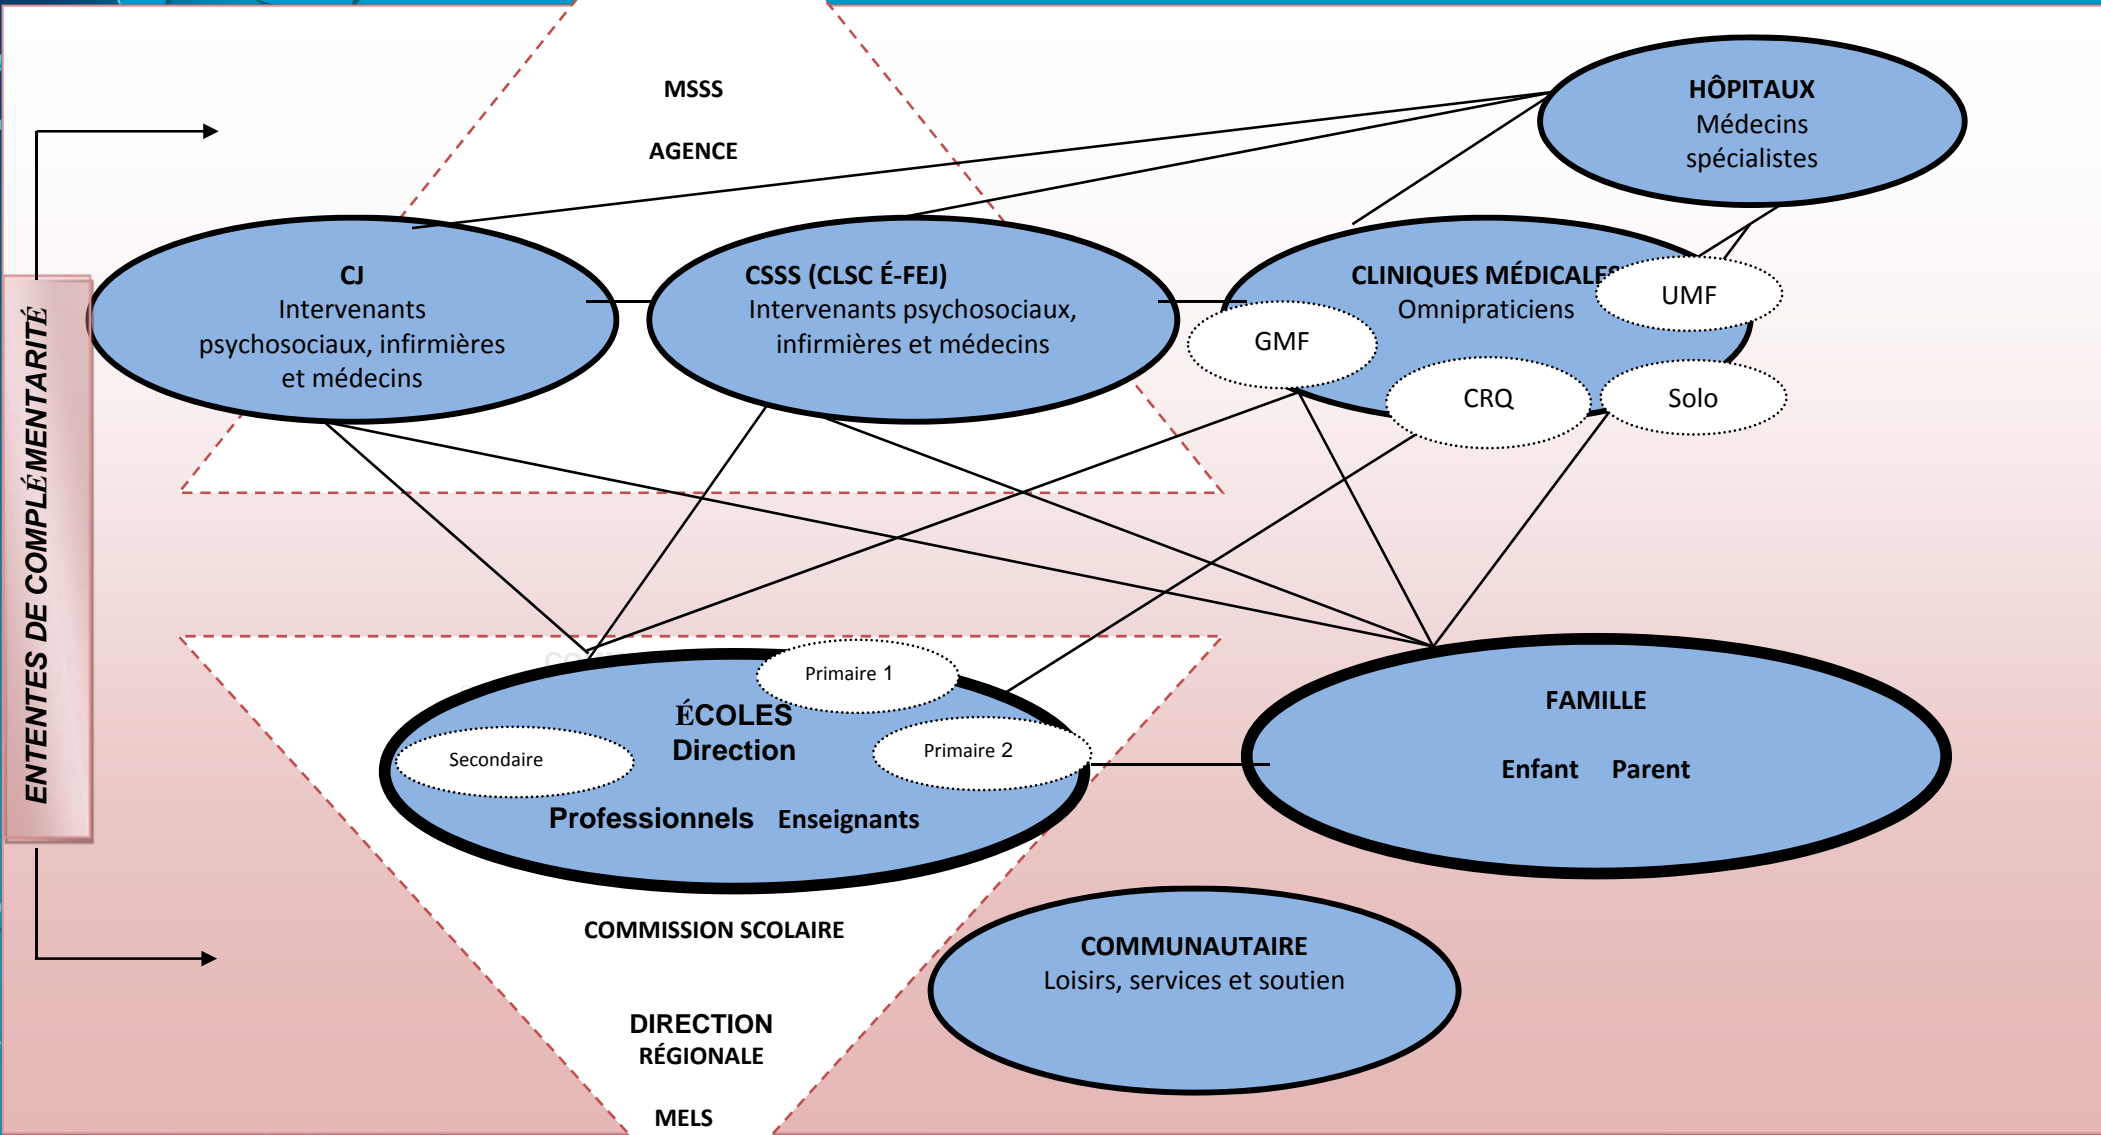 MSSS
AGENCE
HÔPITAUX
Médecins
spécialistes
CJ
Intervenants
psychosociaux, infirmières
et médecins
CSSS (CLSC É-FEJ)
Intervenants psychosociaux,
infirmières et médecins
CLINIQUES MÉDICALES
Omnipraticiens
UMF
GMF
CRQ
Solo
ENTENTES DE COMPLÉMENTARITÉ
ÉCOLES
Direction
Primaire 1
Secondaire
Primaire 2
Professionnels Enseignants
FAMILLE
Enfant Parent
COMMISSION SCOLAIRE
DIRECTION
RÉGIONALE
MELS
COMMUNAUTAIRE
Loisirs, services et soutien